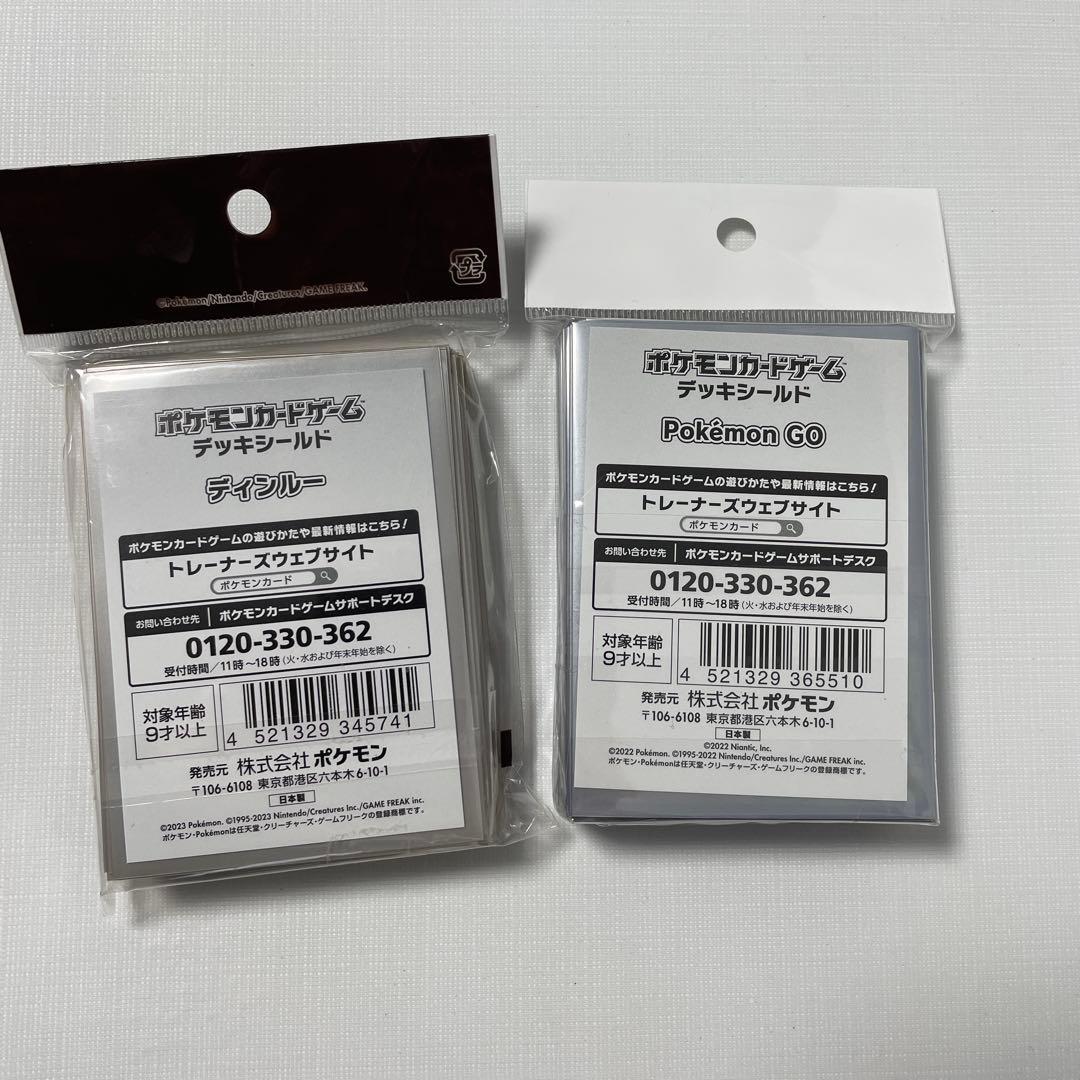 プラ
©Pokémon/Nintendo/Creatures/GAME FREAK.
ポケモンカードゲーム
デッキシールド
ディンルー
ポケモンカードゲームの遊びかたや最新情報はこちら!
トレーナーズウェブサイト
ポケモンカード
お問い合わせ先 ポケモンカードゲームサポートデスク
0120-330-362
受付時間/11時~18時(火・水および年末年始を除く)
対象年齢
9才以上
4 521329 345741
発売元 株式会社ポケモン
〒106-6108 東京都港区六本木6-10-1
日本製
©2023 Pokémon. ©1995-2023 Nintendo/Creatures Inc./GAME FREAK inc.
ポケモン・Pokémonは任天堂・クリーチャーズ・ゲームフリークの登録商標です。
ポケモンカードゲーム
デッキシールド
Pokémon GO
ポケモンカードゲームの遊びかたや最新情報はこちら!
トレーナーズウェブサイト
ポケモンカード
お問い合わせ先 ポケモンカードゲームサポートデスク
0120-330-362
受付時間/11時~18時(火・水および年末年始を除く)
対象年齢
9才以上
4 521329 365510
発売元 株式会社ポケモン
〒106-6108 東京都港区六本木6-10-1
日本製
©2022 Niantic, Inc.
©2022 Pokémon. ©1995-2022 Nintendo/Creatures Inc./GAME FREAK inc.
ポケモン・Pokémonは任天堂・クリーチャーズ・ゲームフリークの登録商標です。